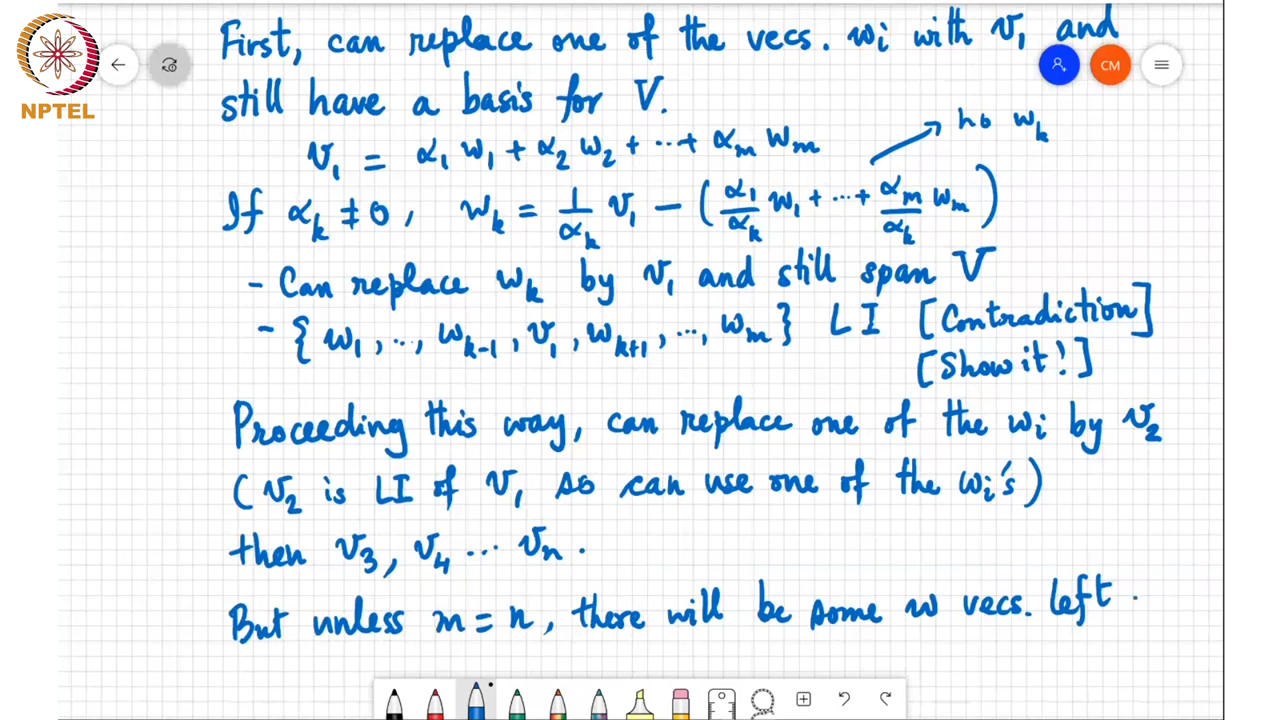 First, can replace one of the vecs. wᵢ with v₁ and
still have a basis for V.
v₁ = α₁ w₁ + α₂ w₂ + ⋯ + αₘ wₘ
no wₖ
If αₖ ≠ 0, wₖ = 1/αₖ v₁ − (α₁/αₖ w₁ + ⋯ + αₘ/αₖ wₘ)
- Can replace wₖ by v₁ and still span V
- {w₁, ⋯, wₖ₋₁, v₁, wₖ₊₁, ⋯, wₘ} LI [Contradiction]
[Show it!]
Proceeding this way, can replace one of the wᵢ by v₂
(v₂ is LI of v₁ so can use one of the wᵢ's)
then v₃, v₄ ⋯ vₙ.
But unless m = n, there will be some w vecs. left.
NPTEL
CM